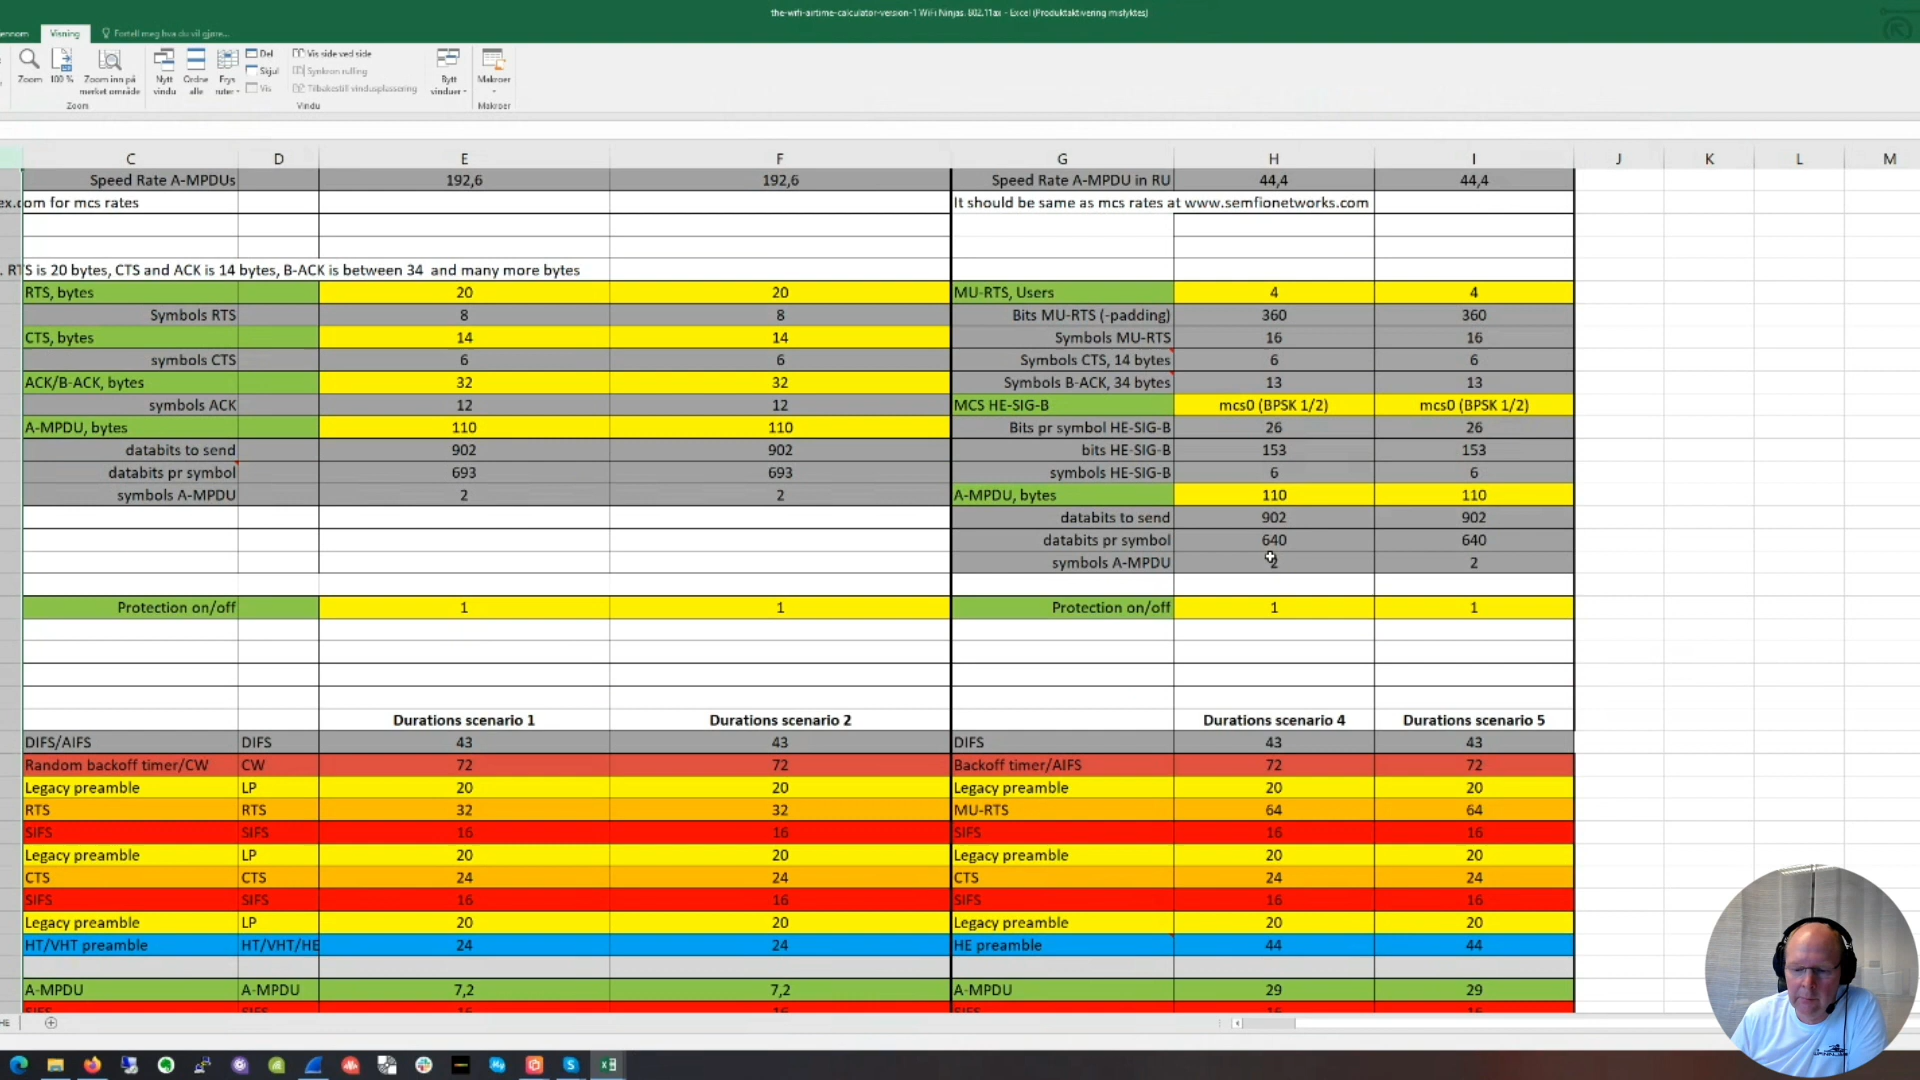 the-wifi-airtime-calculator-version-1 WiFi Ninjas. 802.11ax - Excel (Produktaktivering mislyktes)
ennom Visning Fortell meg hva du vil gjøre...
Zoom 100 % Zoom inn på merket område Nytt vindu Ordne alle Frys ruter Del Skjul Vis Vis side ved side Synkron rulling Tilbakestill vindusplassering Bytt vinduer Makroer
Zoom Vindu Makroer
C D E F G H I J K L M
Speed Rate A-MPDUs 192,6 192,6 Speed Rate A-MPDU in RU 44,4 44,4
ex.com for mcs rates It should be same as mcs rates at www.semfionetworks.com
. RTS is 20 bytes, CTS and ACK is 14 bytes, B-ACK is between 34 and many more bytes
RTS, bytes 20 20 MU-RTS, Users 4 4
Symbols RTS 8 8 Bits MU-RTS (-padding) 360 360
CTS, bytes 14 14 Symbols MU-RTS 16 16
symbols CTS 6 6 Symbols CTS, 14 bytes 6 6
ACK/B-ACK, bytes 32 32 Symbols B-ACK, 34 bytes 13 13
symbols ACK 12 12 MCS HE-SIG-B mcs0 (BPSK 1/2) mcs0 (BPSK 1/2)
A-MPDU, bytes 110 110 Bits pr symbol HE-SIG-B 26 26
databits to send 902 902 bits HE-SIG-B 153 153
databits pr symbol 693 693 symbols HE-SIG-B 6 6
symbols A-MPDU 2 2 A-MPDU, bytes 110 110
databits to send 902 902
databits pr symbol 640 640
symbols A-MPDU 2 2
Protection on/off 1 1 Protection on/off 1 1
Durations scenario 1 Durations scenario 2 Durations scenario 4 Durations scenario 5
DIFS/AIFS DIFS 43 43 DIFS 43 43
Random backoff timer/CW CW 72 72 Backoff timer/AIFS 72 72
Legacy preamble LP 20 20 Legacy preamble 20 20
RTS RTS 32 32 MU-RTS 64 64
SIFS SIFS 16 16 SIFS 16 16
Legacy preamble LP 20 20 Legacy preamble 20 20
CTS CTS 24 24 CTS 24 24
SIFS SIFS 16 16 SIFS 16 16
Legacy preamble LP 20 20 Legacy preamble 20 20
HT/VHT preamble HT/VHT/HE 24 24 HE preamble 44 44
A-MPDU A-MPDU 7,2 7,2 A-MPDU 29 29
SIFS SIFS 16 16 SIFS 16 16
HE